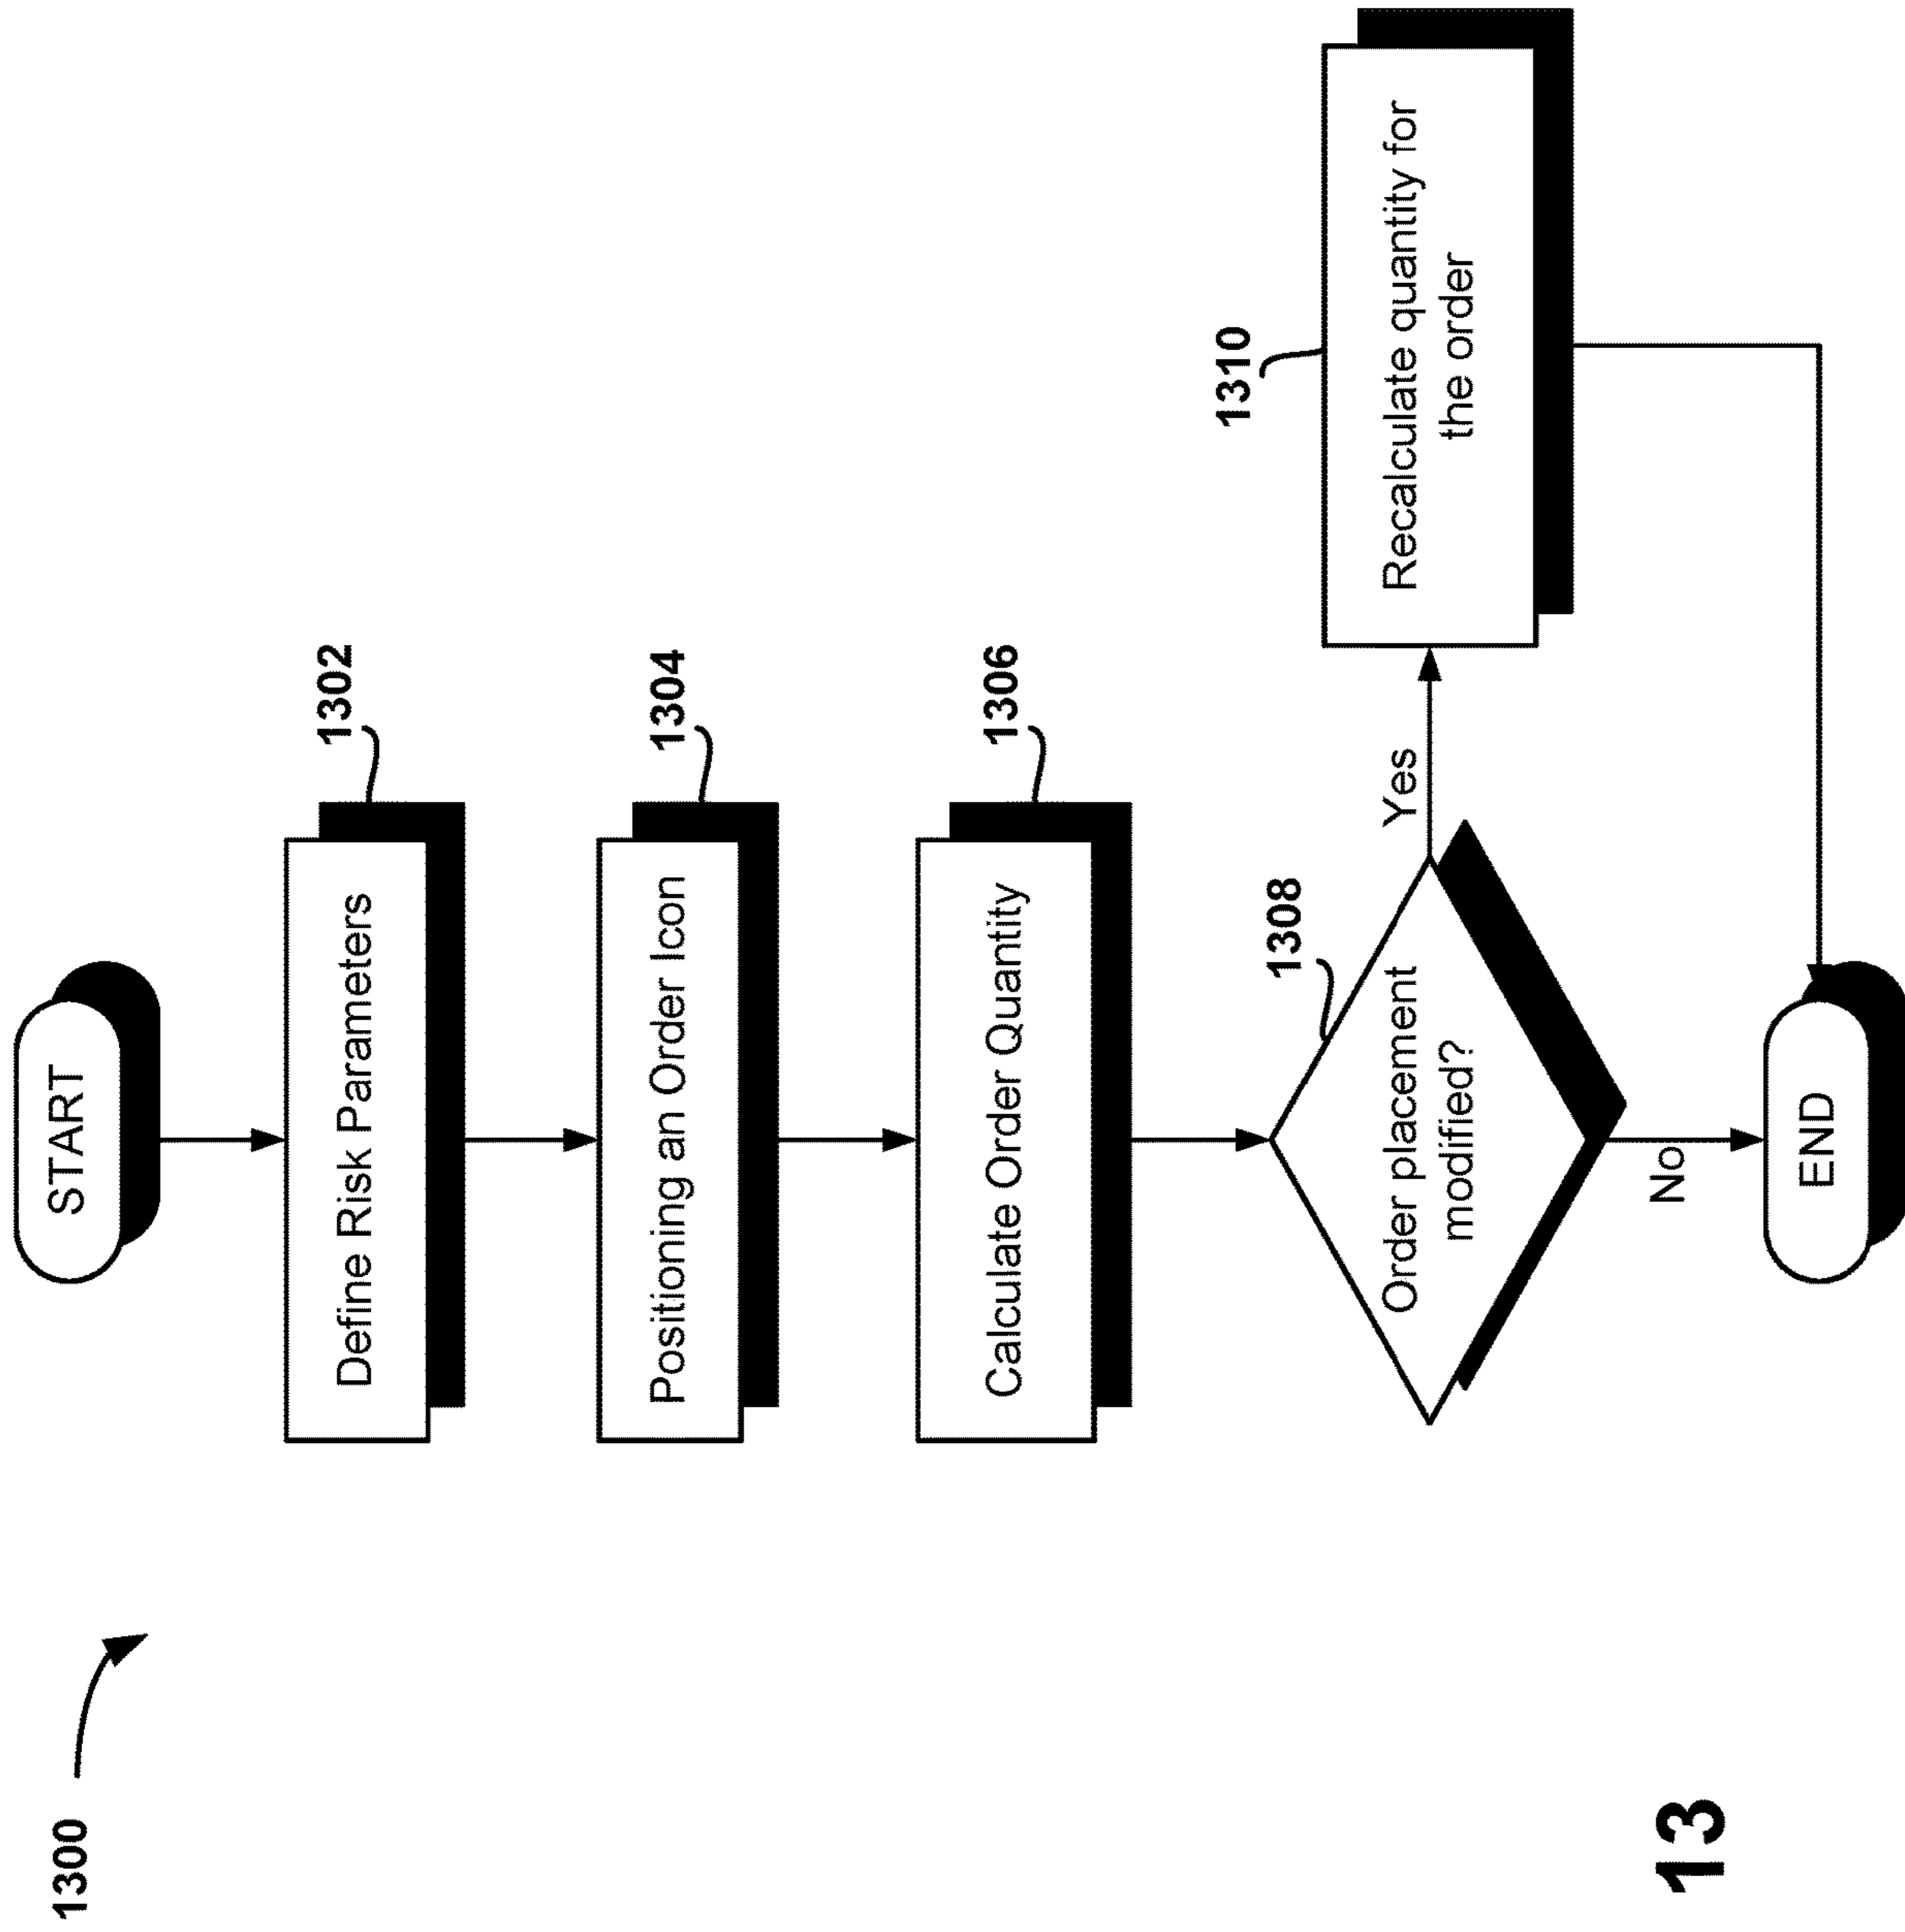 1300
START
1302
Define Risk Parameters
1304
Positioning an Order Icon
1306
Calculate Order Quantity
1308
Order placement
modified?
Yes
1310
Recalculate quantity for
the order
No
END
13